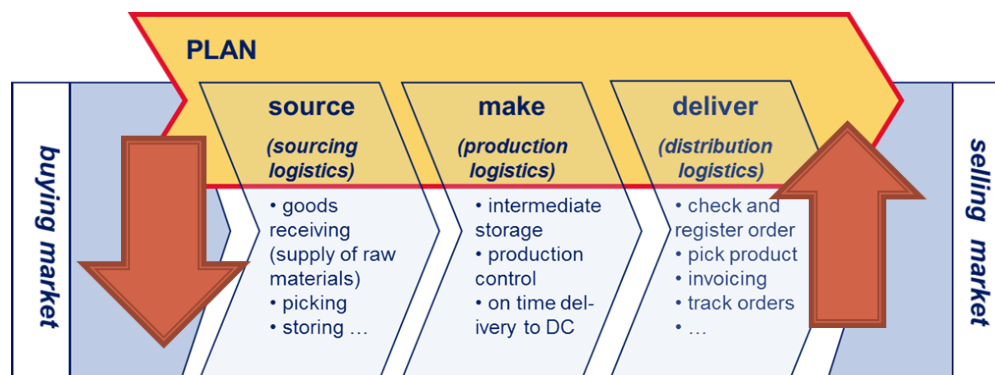 PLAN
buying market
source
(sourcing
logistics)
• goods
receiving
(supply of raw
materials)
• picking
• storing ...
make
(production
logistics)
• intermediate
storage
• production
control
• on time del-
ivery to DC
deliver
(distribution
logistics)
• check and
register order
• pick product
• invoicing
• track orders
• ...
selling market